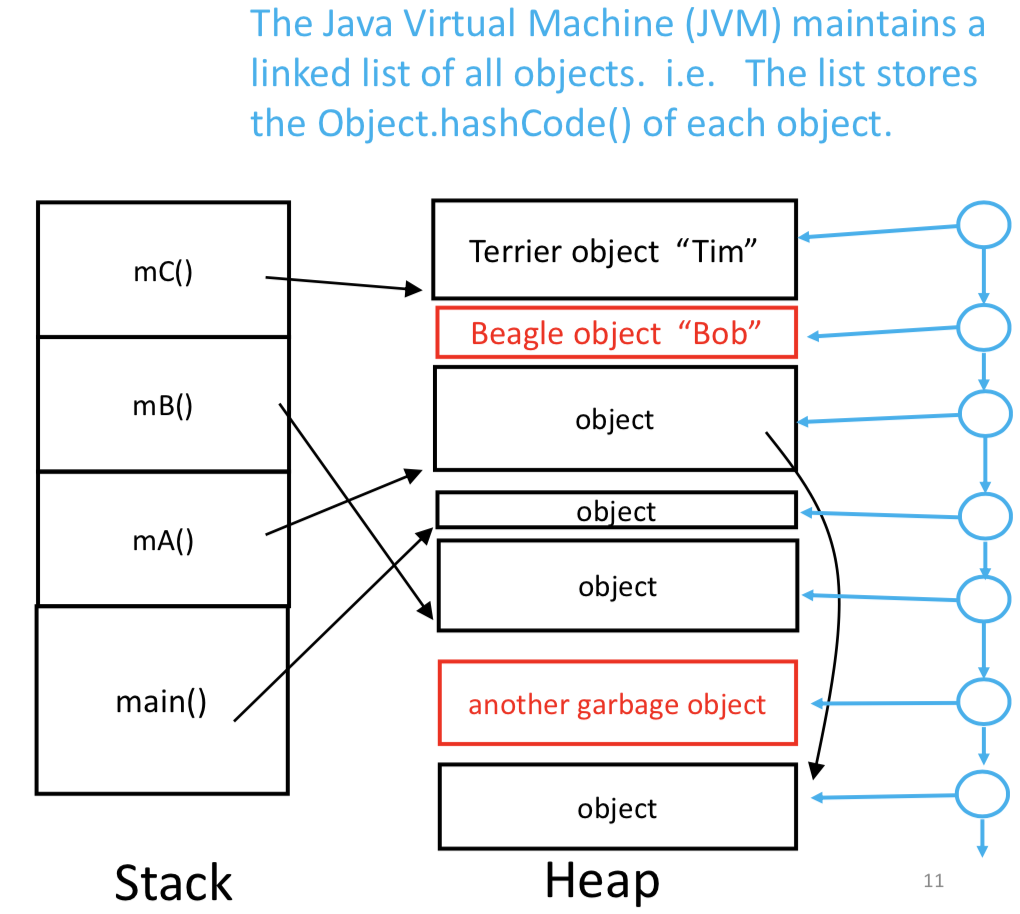 The Java Virtual Machine (JVM) maintains a
linked list of all objects.  i.e.   The list stores
the Object.hashCode() of each object.
mC()
mB()
mA()
main()
Stack
Terrier object  “Tim”
Beagle object  “Bob”
object
object
object
another garbage object
object
Heap
11